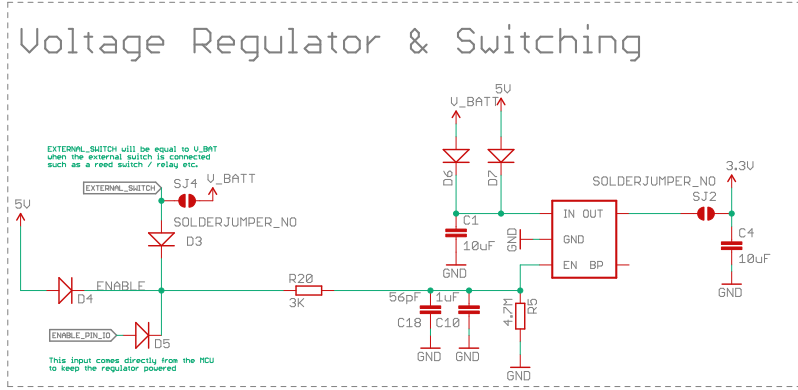 Voltage Regulator & Switching
5V
V_BATT
EXTERNAL_SWITCH will be equal to V_BAT
when the external switch is connected
such as a reed switch / relay etc.
D6
D7
3.3V
EXTERNAL_SWITCH
SJ4
V_BATT
SOLDERJUMPER_NO
SJ2
5V
SOLDERJUMPER_NO
C1
IN OUT
D3
10uF
GND
GND
C4
10uF
GND
EN BP
ENABLE
R20
GND
D4
3K
56pF
1uF
4.7M
R5
C18
C10
ENABLE_PIN_IO
D5
GND
GND
This input comes directly from the MCU
to keep the regulator powered
GND